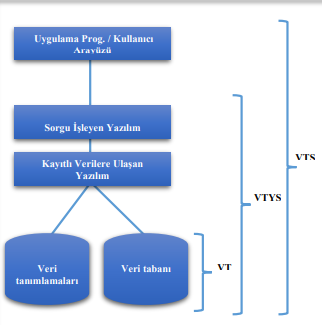 Uygulama Prog. / Kullanıcı
Arayüzü
Sorgu İşleyen Yazılım
Kayıtlı Verilere Ulaşan
Yazılım
Veri
tanımlamaları
Veri tabanı
VT
VTYS
VTS